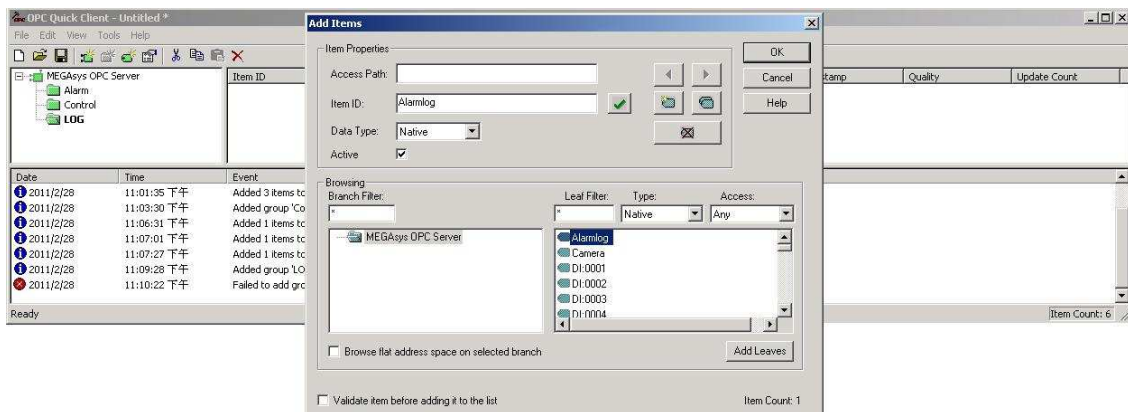 OPC Quick Client - Untitled *
File Edit View Tools Help
MEGAsys OPC Server
Alarm
Control
LOG
Item ID
stamp Quality Update Count
Date Time Event
2011/2/28 11:01:35 下午 Added 3 items to
2011/2/28 11:03:30 下午 Added group 'Co
2011/2/28 11:06:31 下午 Added 1 items to
2011/2/28 11:07:01 下午 Added 1 items to
2011/2/28 11:07:27 下午 Added 1 items to
2011/2/28 11:09:28 下午 Added group 'LO
2011/2/28 11:10:22 下午 Failed to add gro
Ready
Item Count: 6
Add Items
Item Properties
Access Path:
Item ID: Alarmlog
Data Type: Native
Active
OK
Cancel
Help
Browsing
Branch Filter: Leaf Filter: Type: Access:
* * Native Any
MEGAsys OPC Server
Alarmlog
Camera
DI:0001
DI:0002
DI:0003
DI:0004
Browse flat address space on selected branch
Add Leaves
Validate item before adding it to the list
Item Count: 1